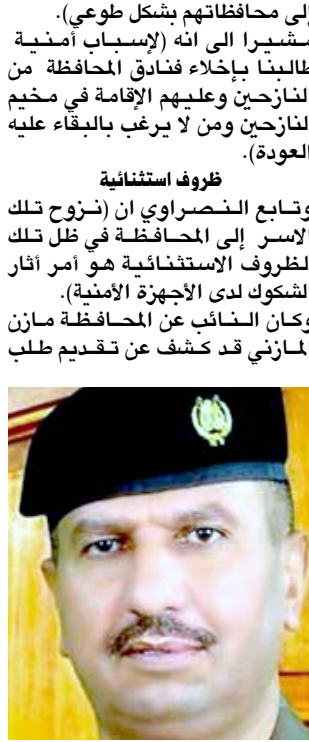 إلى محافظاتهم بشكل طوعي).
مشيرا الى انه (لإسباب أمنية
طالبنا بإخلاء فنادق المحافظة من
النازحين وعليهم الإقامة في مخيم
النازحين ومن لا يرغب بالبقاء عليه
العودة).
ظروف استثنائية
وتابع النصراوي ان (نزوح تلك
الاسر إلى المحافظة في ظل تلك
الظروف الاستثنائية هو أمر أثار
الشكوك لدى الأجهزة الأمنية).
وكان النائب عن المحافظة مازن
المازني قد كشف عن تقديم طلب